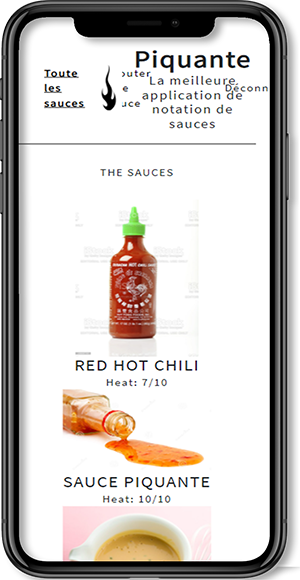 Piquante
La meilleure
application de
notation de
sauces
Toute
les
sauces
outer
e
uce
Déconn
THE SAUCES
RED HOT CHILI
Heat: 7/10
SAUCE PIQUANTE
Heat: 10/10